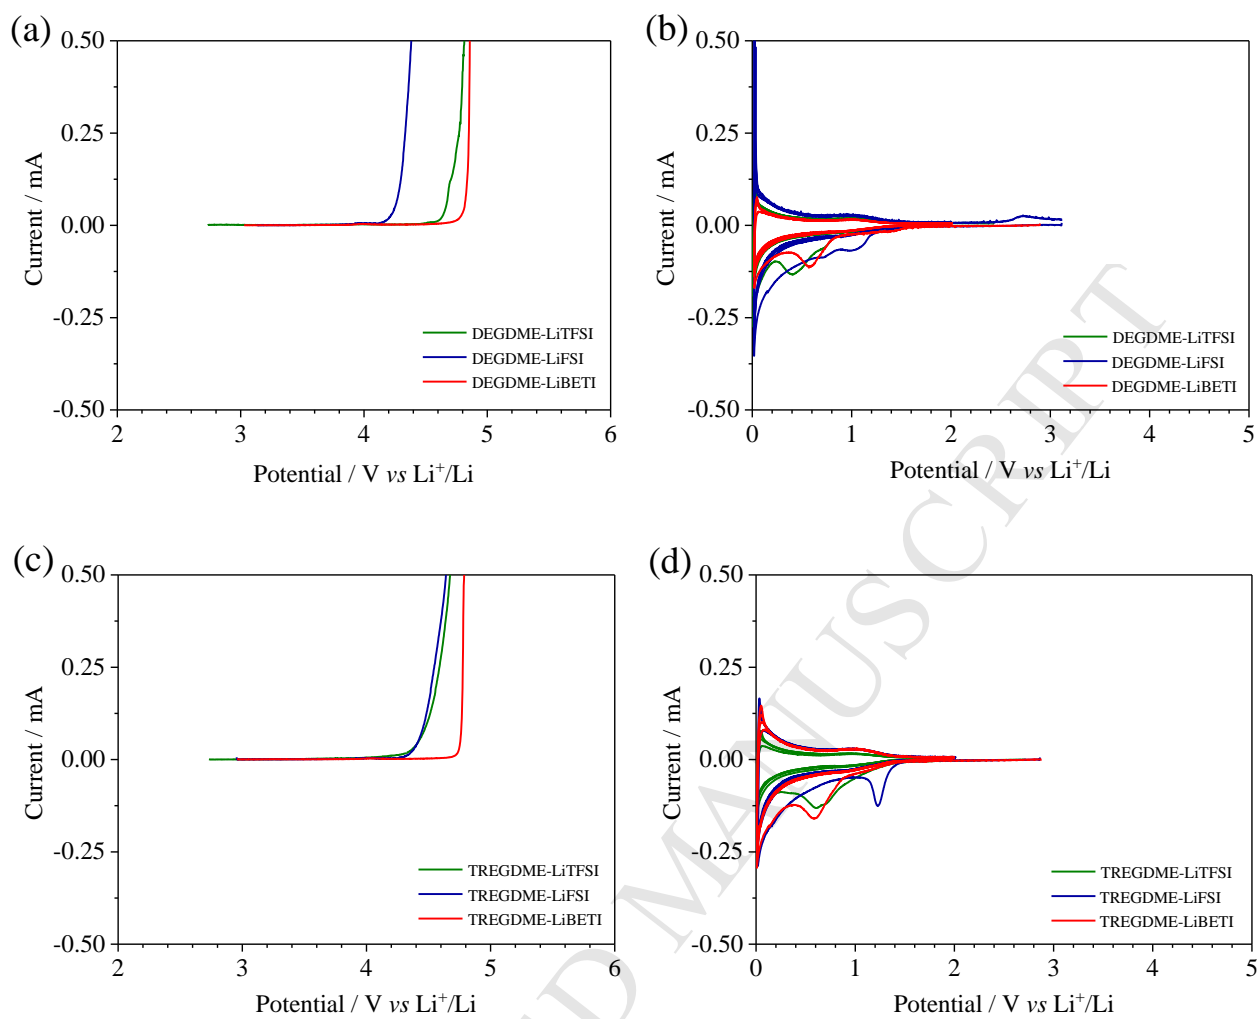 (a)
0.50
0.25
0.00
-0.25
-0.50
Current / mA
2 3 4 5 6
Potential / V vs Li⁺/Li
DEGDME-LiTFSI
DEGDME-LiFSI
DEGDME-LiBETI
(b)
0.50
0.25
0.00
-0.25
-0.50
Current / mA
0 1 2 3 4 5
Potential / V vs Li⁺/Li
DEGDME-LiTFSI
DEGDME-LiFSI
DEGDME-LiBETI
(c)
0.50
0.25
0.00
-0.25
-0.50
Current / mA
2 3 4 5 6
Potential / V vs Li⁺/Li
TREGDME-LiTFSI
TREGDME-LiFSI
TREGDME-LiBETI
(d)
0.50
0.25
0.00
-0.25
-0.50
Current / mA
0 1 2 3 4 5
Potential / V vs Li⁺/Li
TREGDME-LiTFSI
TREGDME-LiFSI
TREGDME-LiBETI
ED MANUSCRIPT